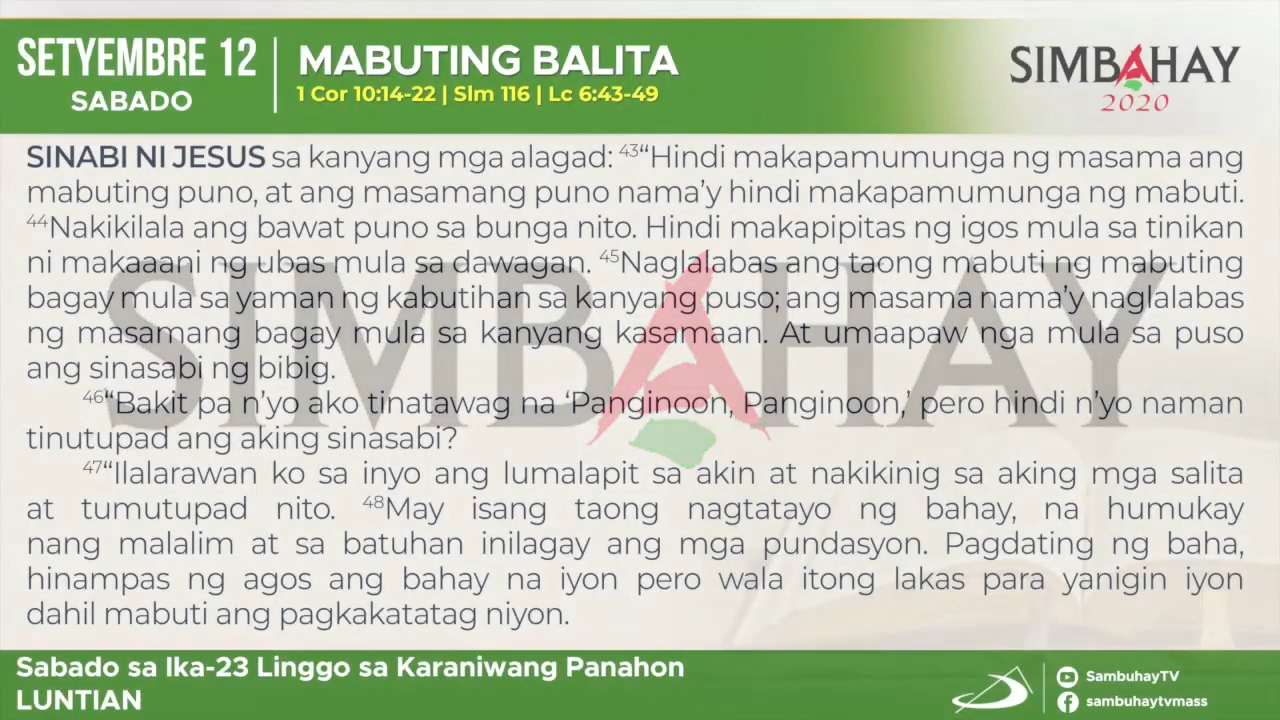 SETYEMBRE 12
SABADO
MABUTING BALITA
1 Cor 10:14-22 | Slm 116 | Lc 6:43-49
SIMBAHAY
2020
SINABI NI JESUS sa kanyang mga alagad: ⁴³“Hindi makapamumunga ng masama ang
mabuting puno, at ang masamang puno nama’y hindi makapamumunga ng mabuti.
⁴⁴Nakikilala ang bawat puno sa bunga nito. Hindi makapipitas ng igos mula sa tinikan
ni makaaani ng ubas mula sa dawagan. ⁴⁵Naglalabas ang taong mabuti ng mabuting
bagay mula sa yaman ng kabutihan sa kanyang puso; ang masama nama’y naglalabas
ng masamang bagay mula sa kanyang kasamaan. At umaapaw nga mula sa puso
ang sinasabi ng bibig.
⁴⁶“Bakit pa n’yo ako tinatawag na ‘Panginoon, Panginoon,’ pero hindi n’yo naman
tinutupad ang aking sinasabi?
⁴⁷“Ilalarawan ko sa inyo ang lumalapit sa akin at nakikinig sa aking mga salita
at tumutupad nito. ⁴⁸May isang taong nagtatayo ng bahay, na humukay
nang malalim at sa batuhan inilagay ang mga pundasyon. Pagdating ng baha,
hinampas ng agos ang bahay na iyon pero wala itong lakas para yanigin iyon
dahil mabuti ang pagkakatatag niyon.
SIMBAHAY
Sabado sa Ika-23 Linggo sa Karaniwang Panahon
LUNTIAN
SambuhayTV
sambuhaytvmass